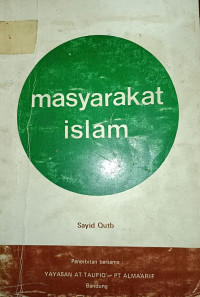 masyarakat
islam
Sayid Qutb
Penerbitan bersama :
YAYASAN AT-TAUFIQ — PT ALMA'ARIF
Bandung